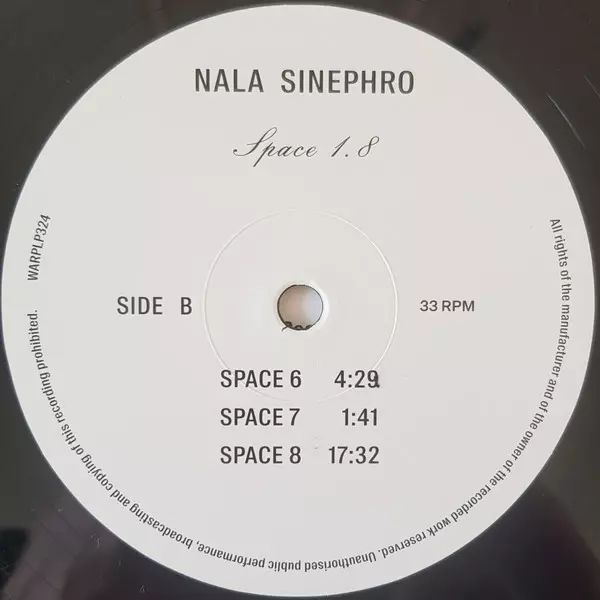 NALA SINEPHRO
Space 1.8
SIDE B
33 RPM
SPACE 6 4:29
SPACE 7 1:41
SPACE 8 17:32
All rights of the manufacturer and of the owner of the recorded work reserved. Unauthorised public performance, broadcasting and copying of this recording prohibited.
WARPLP324